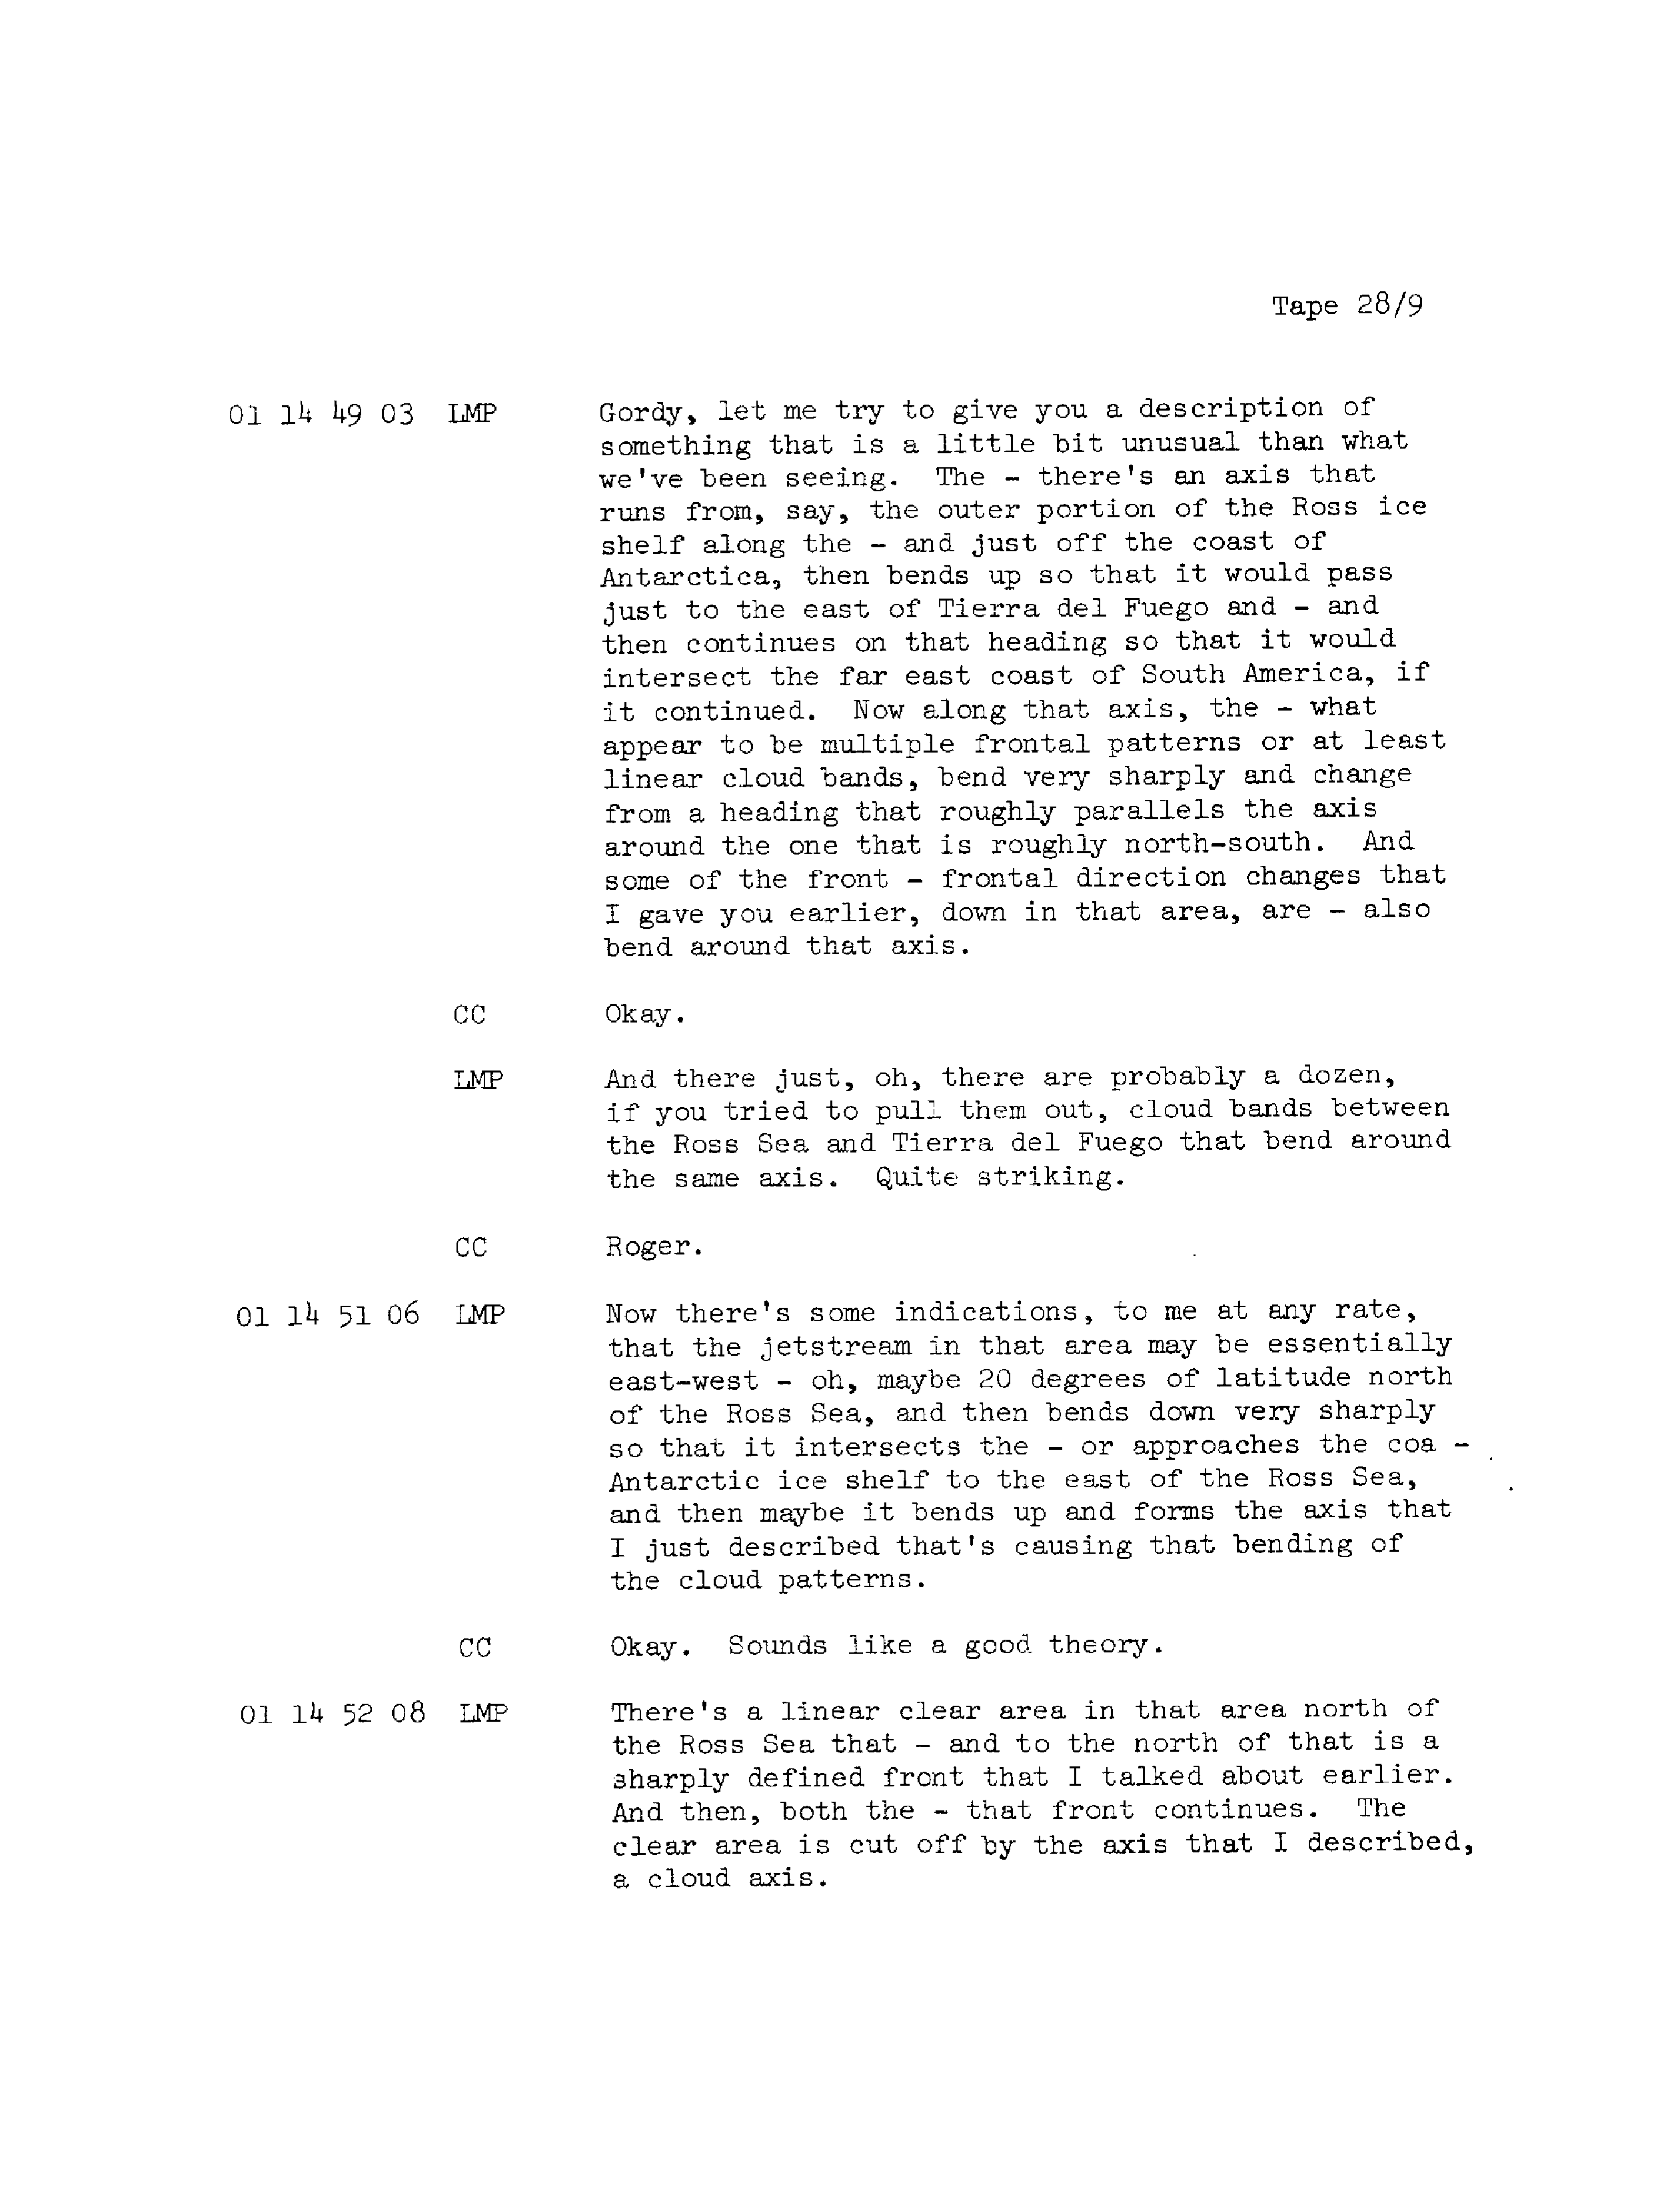 Tape 28/9
01 14 49 03 LMP Gordy, let me try to give you a description of
something that is a little bit unusual than what
we've been seeing. The - there's an axis that
runs from, say, the outer portion of the Ross ice
shelf along the - and just off the coast of
Antarctica, then bends up so that it would pass
just to the east of Tierra del Fuego and - and
then continues on that heading so that it would
intersect the far east coast of South America, if
it continued. Now along that axis, the - what
appear to be multiple frontal patterns or at least
linear cloud bands, bend very sharply and change
from a heading that roughly parallels the axis
around the one that is roughly north-south. And
some of the front - frontal direction changes that
I gave you earlier, down in that area, are - also
bend around that axis.
CC Okay.
LMP And there just, oh, there are probably a dozen,
if you tried to pull them out, cloud bands between
the Ross Sea and Tierra del Fuego that bend around
the same axis. Quite striking.
CC Roger.
01 14 51 06 LMP Now there's some indications, to me at any rate,
that the jetstream in that area may be essentially
east-west - oh, maybe 20 degrees of latitude north
of the Ross Sea, and then bends down very sharply
so that it intersects the - or approaches the coa -
Antarctic ice shelf to the east of the Ross Sea,
and then maybe it bends up and forms the axis that
I just described that's causing that bending of
the cloud patterns.
CC Okay. Sounds like a good theory.
01 14 52 08 LMP There's a linear clear area in that area north of
the Ross Sea that - and to the north of that is a
sharply defined front that I talked about earlier.
And then, both the - that front continues. The
clear area is cut off by the axis that I described,
a cloud axis.